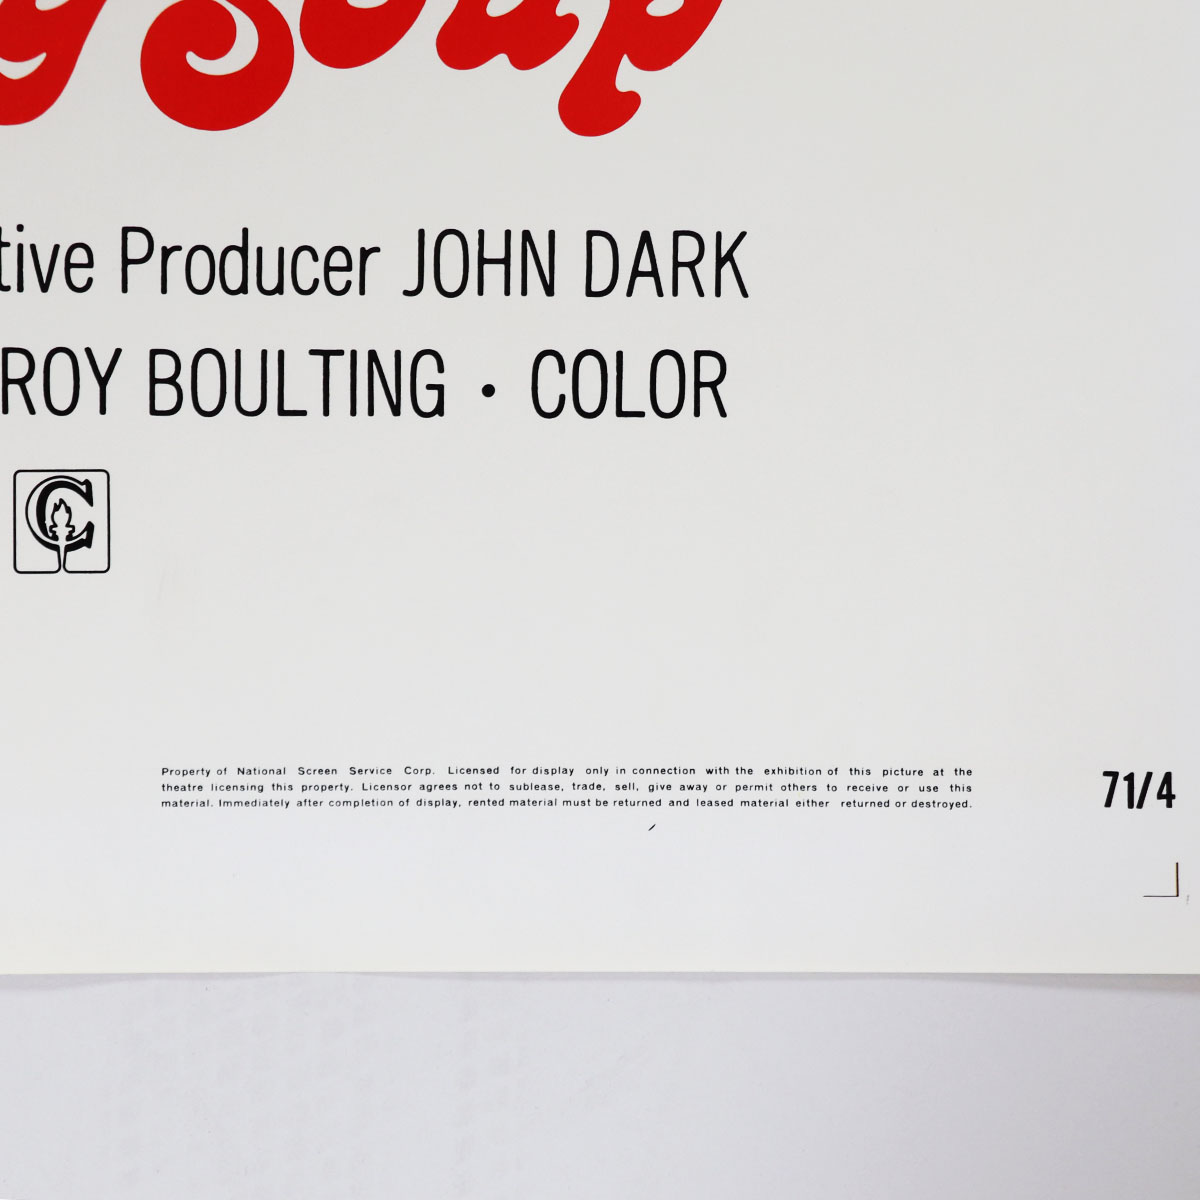 y Soup
tive Producer JOHN DARK
ROY BOULTING • COLOR
C
Property of National Screen Service Corp. Licensed for display only in connection with the exhibition of this picture at the
theatre licensing this property. Licensor agrees not to sublease, trade, sell, give away or permit others to receive or use this
material. Immediately after completion of display, rented material must be returned and leased material either returned or destroyed.
71/4